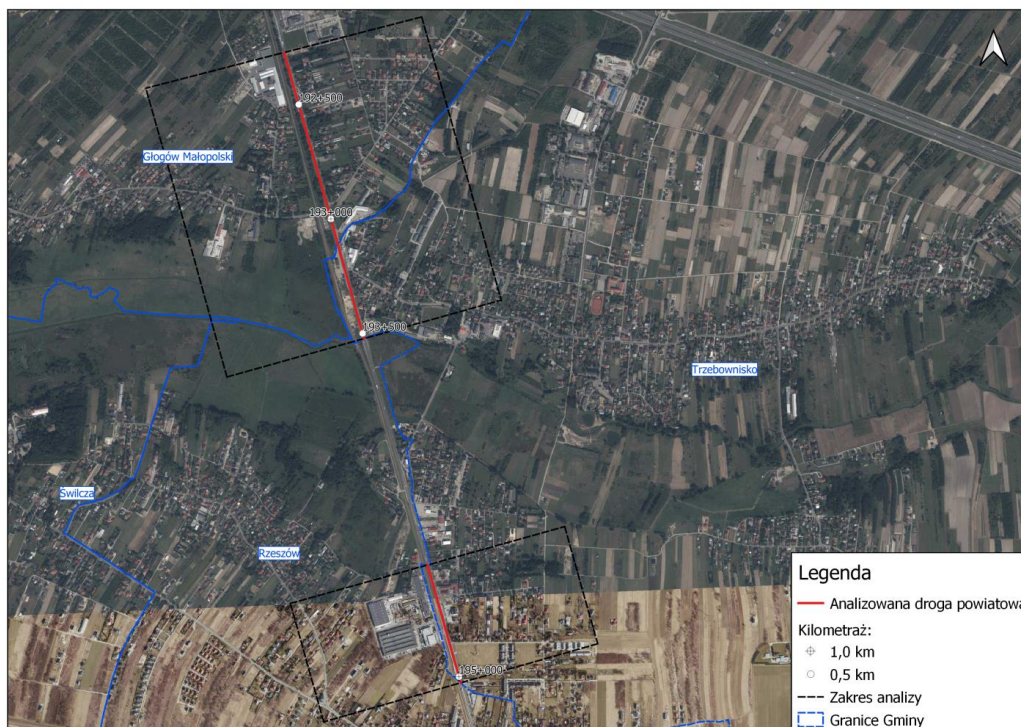 192+500
Głogów Małopolski
193+000
193+500
Trzebownisko
Świlcza
Rzeszów
195+000
Legenda
Analizowana droga powiatowa
Kilometraż:
1,0 km
0,5 km
Zakres analizy
Granice Gminy